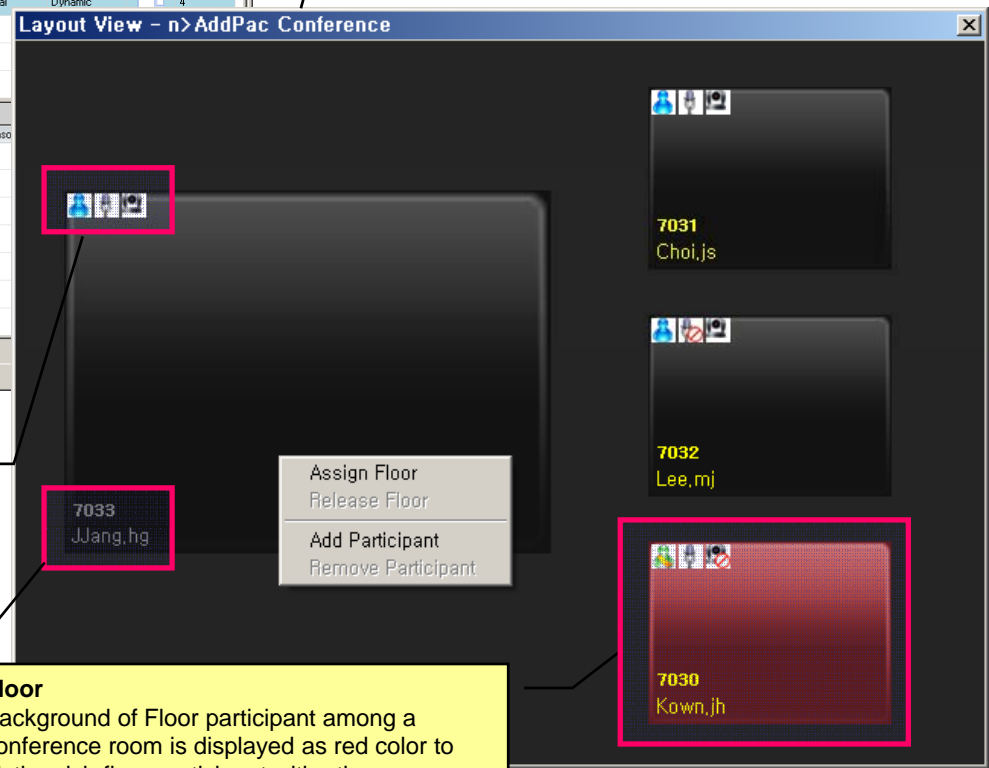 Dynamic
4
Layout View - n>AddPac Conference
7031
Choi,js
7032
Lee,mj
7033
JJang,hg
Assign Floor
Release Floor
Add Participant
Remove Participant
7030
Kown,jh
loor
ackground of Floor participant among a
onference room is displayed as red color to